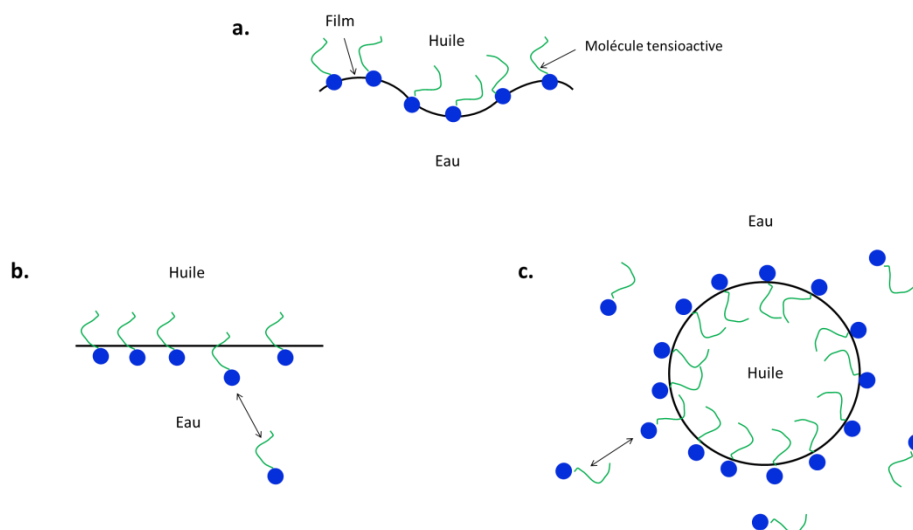 Film
a.
Huile
Molécule tensioactive
Eau
b.
Huile
Eau
Eau
c.
Huile